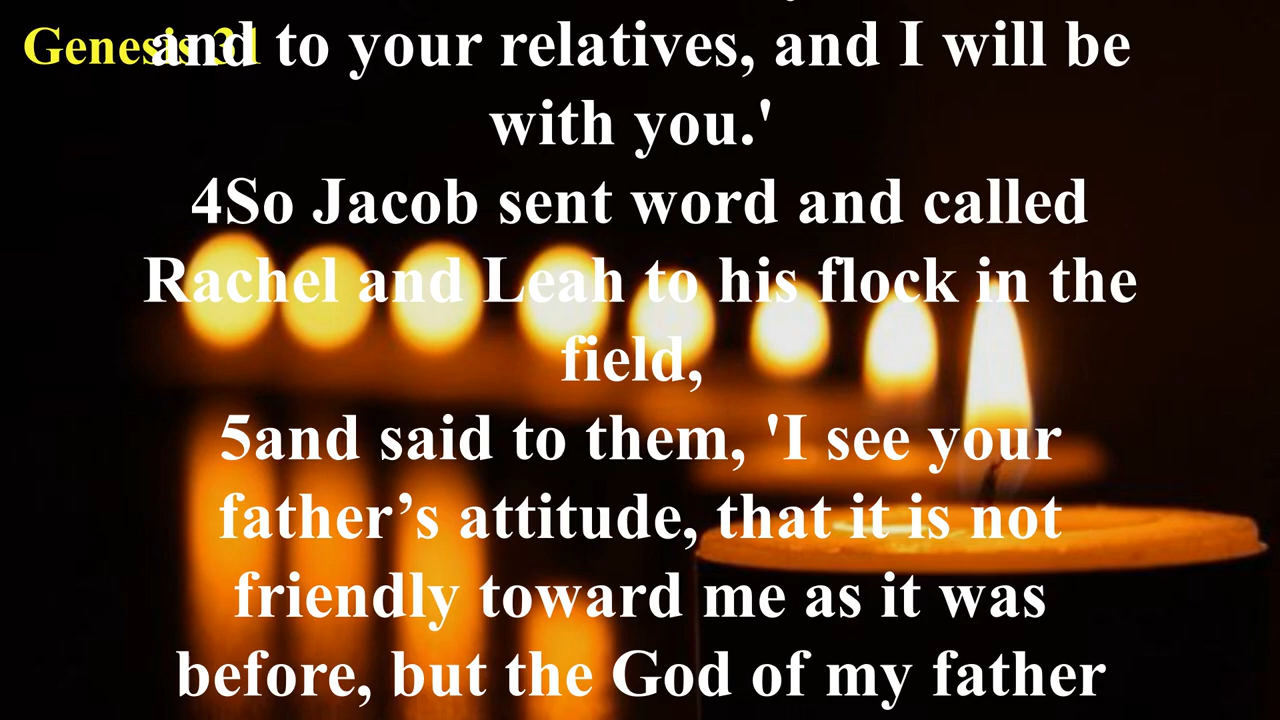 Genesis 31
and to your relatives, and I will be
with you.'
4So Jacob sent word and called
Rachel and Leah to his flock in the
field,
5and said to them, 'I see your
father’s attitude, that it is not
friendly toward me as it was
before, but the God of my father